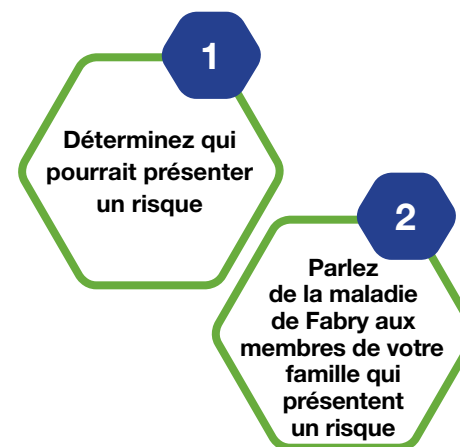 1
Déterminez qui
pourrait présenter
un risque
2
Parlez
de la maladie
de Fabry aux
membres de votre
famille qui
présentent
un risque